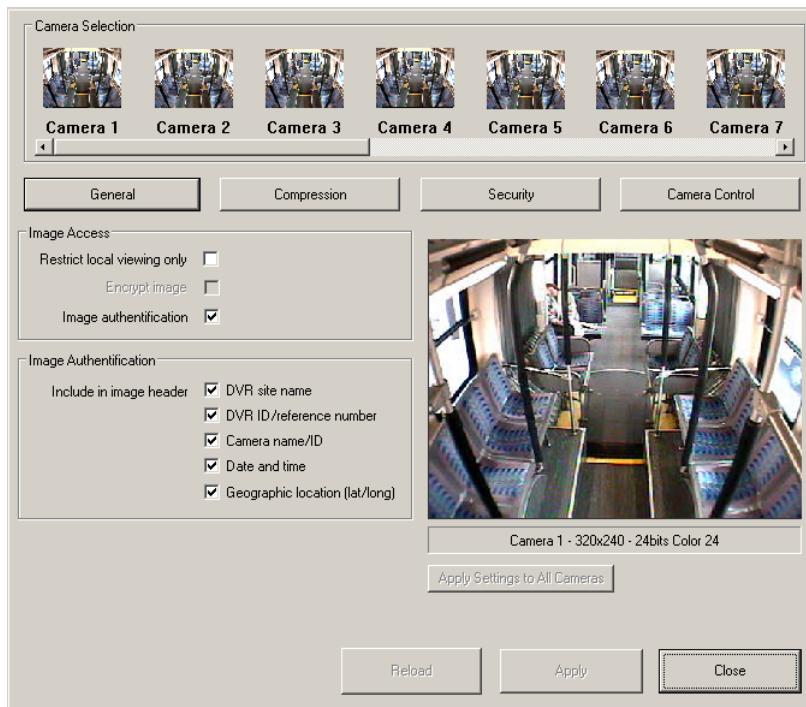 Camera Selection
Camera 1 Camera 2 Camera 3 Camera 4 Camera 5 Camera 6 Camera 7
General Compression Security Camera Control
Image Access
Restrict local viewing only
Encrypt image
Image authentification
Image Authentification
Include in image header DVR site name
DVR ID/reference number
Camera name/ID
Date and time
Geographic location (lat/long)
Camera 1 - 320x240 - 24bits Color 24
Apply Settings to All Cameras
Reload Apply Close